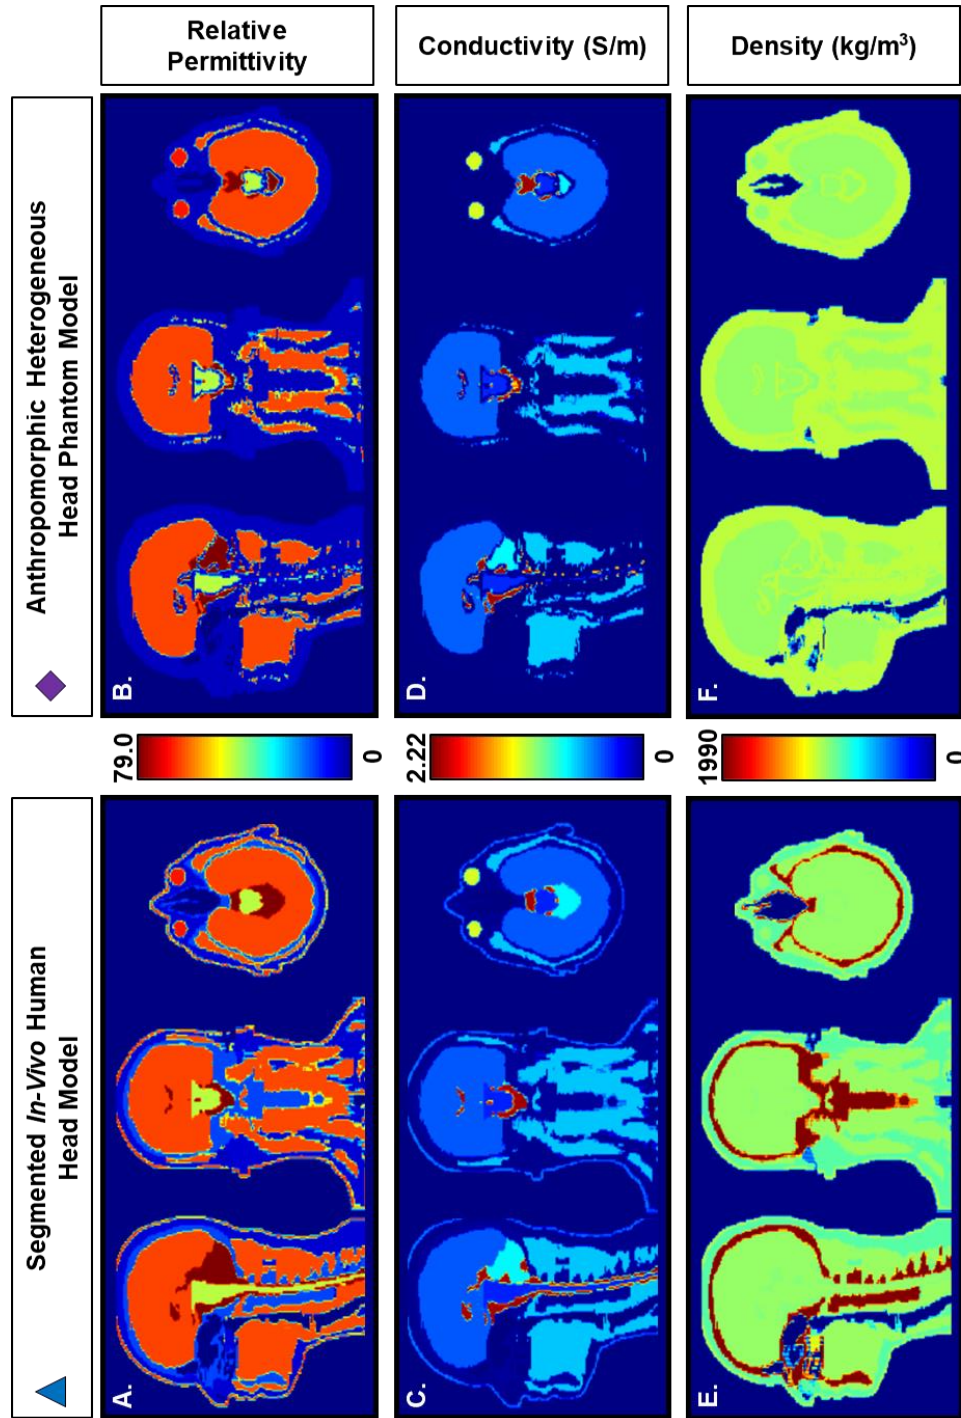 Segmented In-Vivo Human
Head Model
Anthropomorphic Heterogeneous
Head Phantom Model
A.
79.0
0
B.
Relative
Permittivity
C.
2.22
0
D.
Conductivity (S/m)
E.
1990
0
F.
Density (kg/m³)